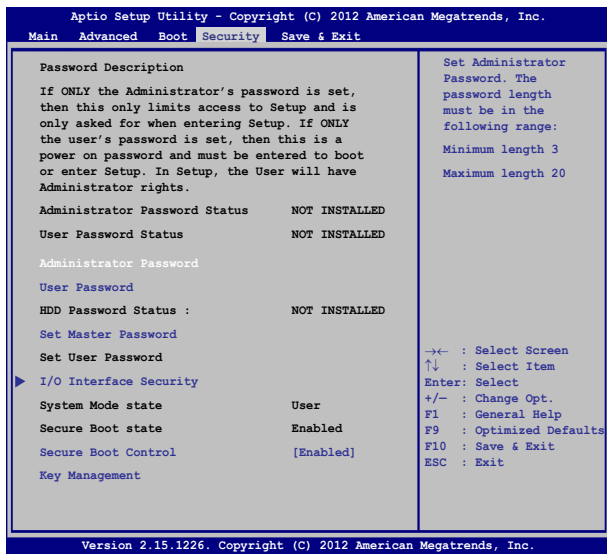 Aptio Setup Utility - Copyright (C) 2012 American Megatrends, Inc.
Main Advanced Boot Security Save & Exit
Password Description
If ONLY the Administrator's password is set,
then this only limits access to Setup and is
only asked for when entering Setup. If ONLY
the user's password is set, then this is a
power on password and must be entered to boot
or enter Setup. In Setup, the User will have
Administrator rights.
Administrator Password Status NOT INSTALLED
User Password Status NOT INSTALLED
Administrator Password
User Password
HDD Password Status : NOT INSTALLED
Set Master Password
Set User Password
I/O Interface Security
System Mode state User
Secure Boot state Enabled
Secure Boot Control [Enabled]
Key Management
Set Administrator
Password. The
password length
must be in the
following range:
Minimum length 3
Maximum length 20
→← : Select Screen
↑↓ : Select Item
Enter: Select
+/— : Change Opt.
F1 : General Help
F9 : Optimized Defaults
F10 : Save & Exit
ESC : Exit
Version 2.15.1226. Copyright (C) 2012 American Megatrends, Inc.